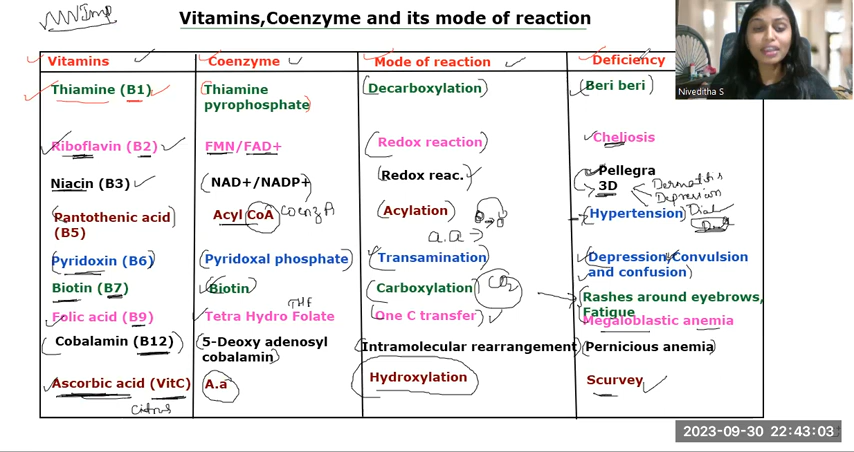 Imp
Vitamins,Coenzyme and its mode of reaction
Vitamins Coenzyme Mode of reaction Deficiency
Thiamine (B1) Thiamine pyrophosphate Decarboxylation Beri beri
Riboflavin (B2) FMN/FAD+ Redox reaction Cheliosis
Niacin (B3) NAD+/NADP+ Redox reac. Pellegra
3D
Dermatitis
Depression
Pantothenic acid (B5) Acyl CoA coenz A Acylation Hypertension
a.a
Pyridoxin (B6) Pyridoxal phosphate Transamination Depression, Convulsion and confusion
Biotin (B7) Biotin Carboxylation CO2 Rashes around eyebrows, Fatigue
THF
Folic acid (B9) Tetra Hydro Folate One C transfer Megaloblastic anemia
Cobalamin (B12) 5-Deoxy adenosyl cobalamin Intramolecular rearrangement Pernicious anemia
Ascorbic acid (VitC) A.a Hydroxylation Scurvey
citrus
Niveditha S
2023-09-30 22:43:03